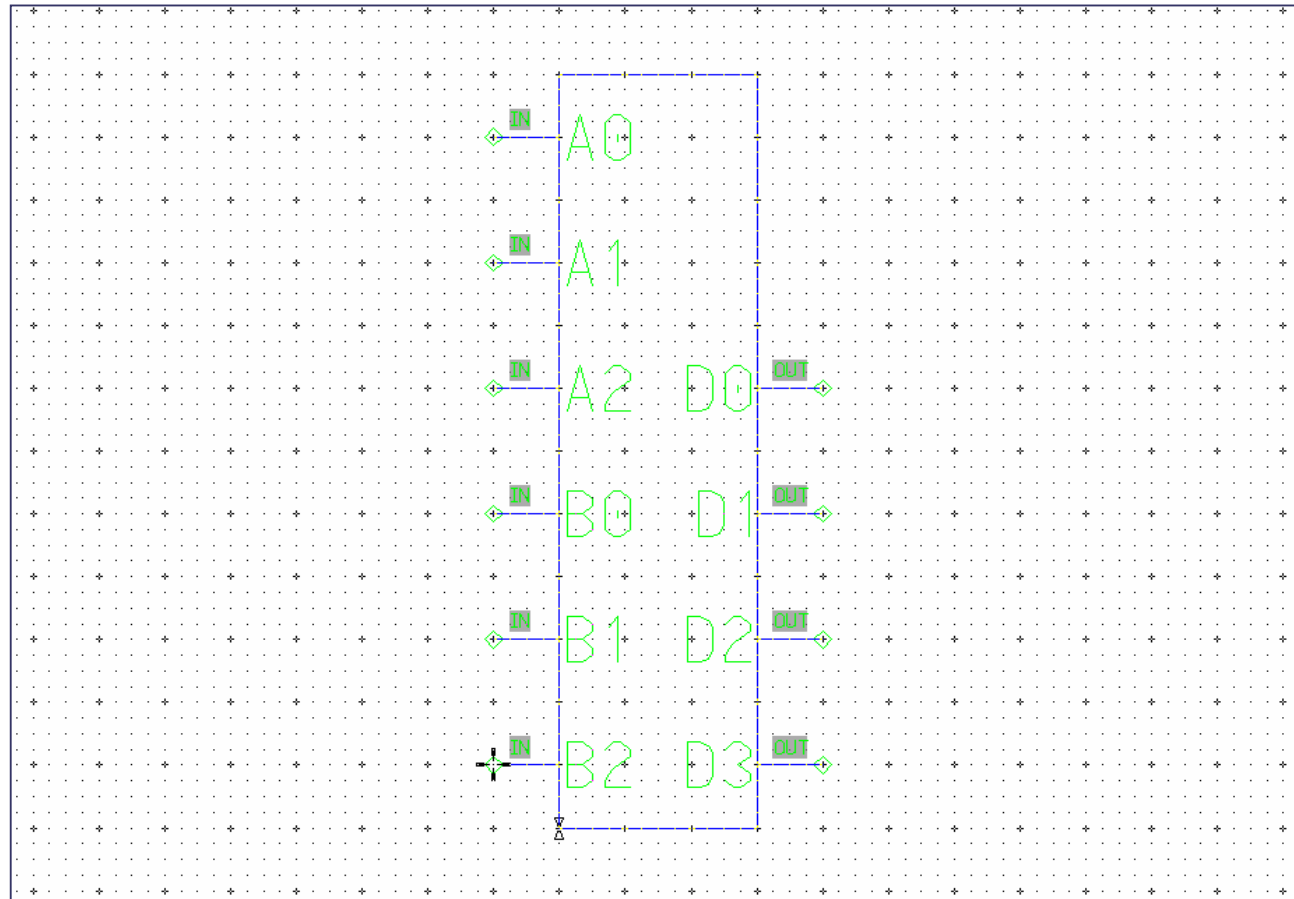 IN A0
IN A1
IN A2 D0 OUT
IN B0 D1 OUT
IN B1 D2 OUT
IN B2 D3 OUT